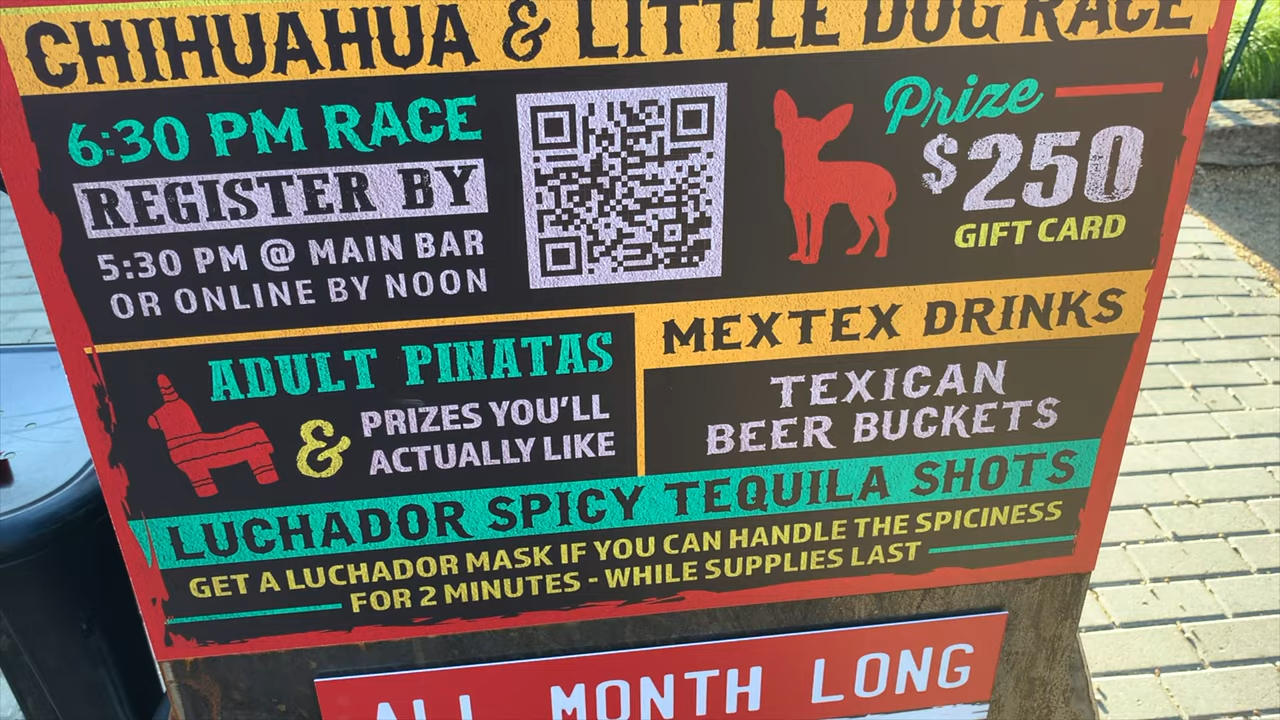 CHIHUAHUA & LITTLE DOG RACE
6:30 PM RACE
REGISTER BY
5:30 PM @ MAIN BAR
OR ONLINE BY NOON
Prize
$250
GIFT CARD
ADULT PINATAS
& PRIZES YOU'LL
ACTUALLY LIKE
MEXTEX DRINKS
TEXICAN
BEER BUCKETS
LUCHADOR SPICY TEQUILA SHOTS
GET A LUCHADOR MASK IF YOU CAN HANDLE THE SPICINESS
FOR 2 MINUTES - WHILE SUPPLIES LAST
ALL MONTH LONG